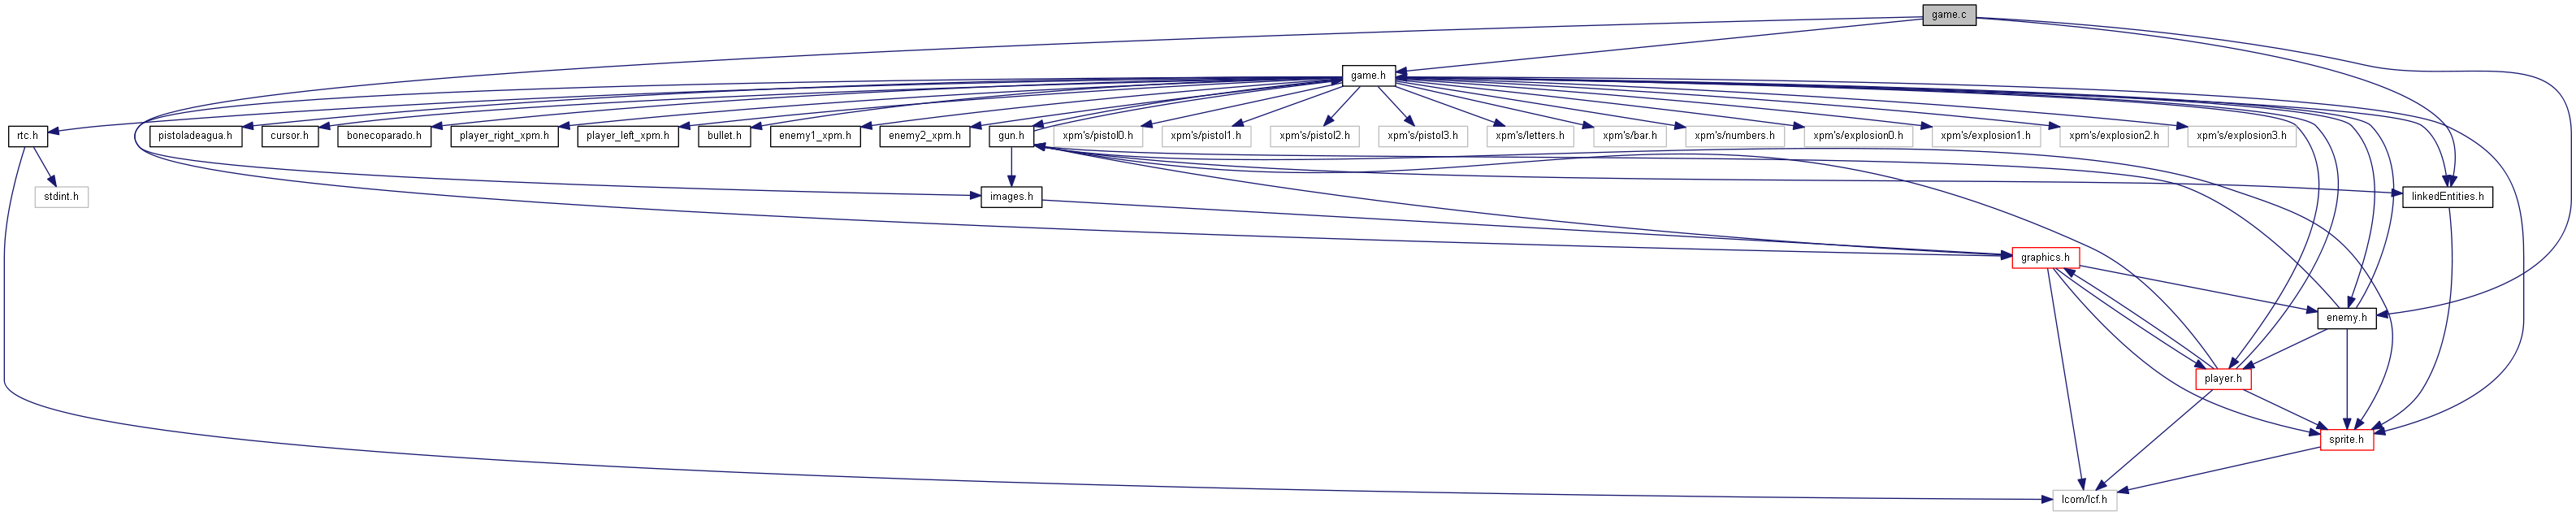 game.c
game.h
rtc.h
pistoladeagua.h
cursor.h
bonecoparado.h
player_right_xpm.h
player_left_xpm.h
bullet.h
enemy1_xpm.h
enemy2_xpm.h
gun.h
xpm's/pistol0.h
xpm's/pistol1.h
xpm's/pistol2.h
xpm's/pistol3.h
xpm's/letters.h
xpm's/bar.h
xpm's/numbers.h
xpm's/explosion0.h
xpm's/explosion1.h
xpm's/explosion2.h
xpm's/explosion3.h
stdint.h
images.h
linkedEntities.h
graphics.h
enemy.h
player.h
sprite.h
lcom/lcf.h